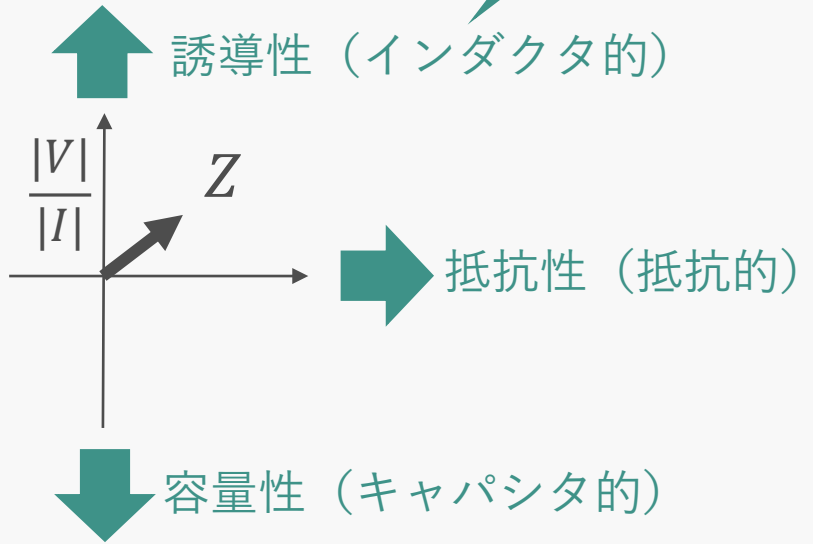 誘導性（インダクタ的）
|V|
|I|
Z
抵抗性（抵抗的）
容量性（キャパシタ的）